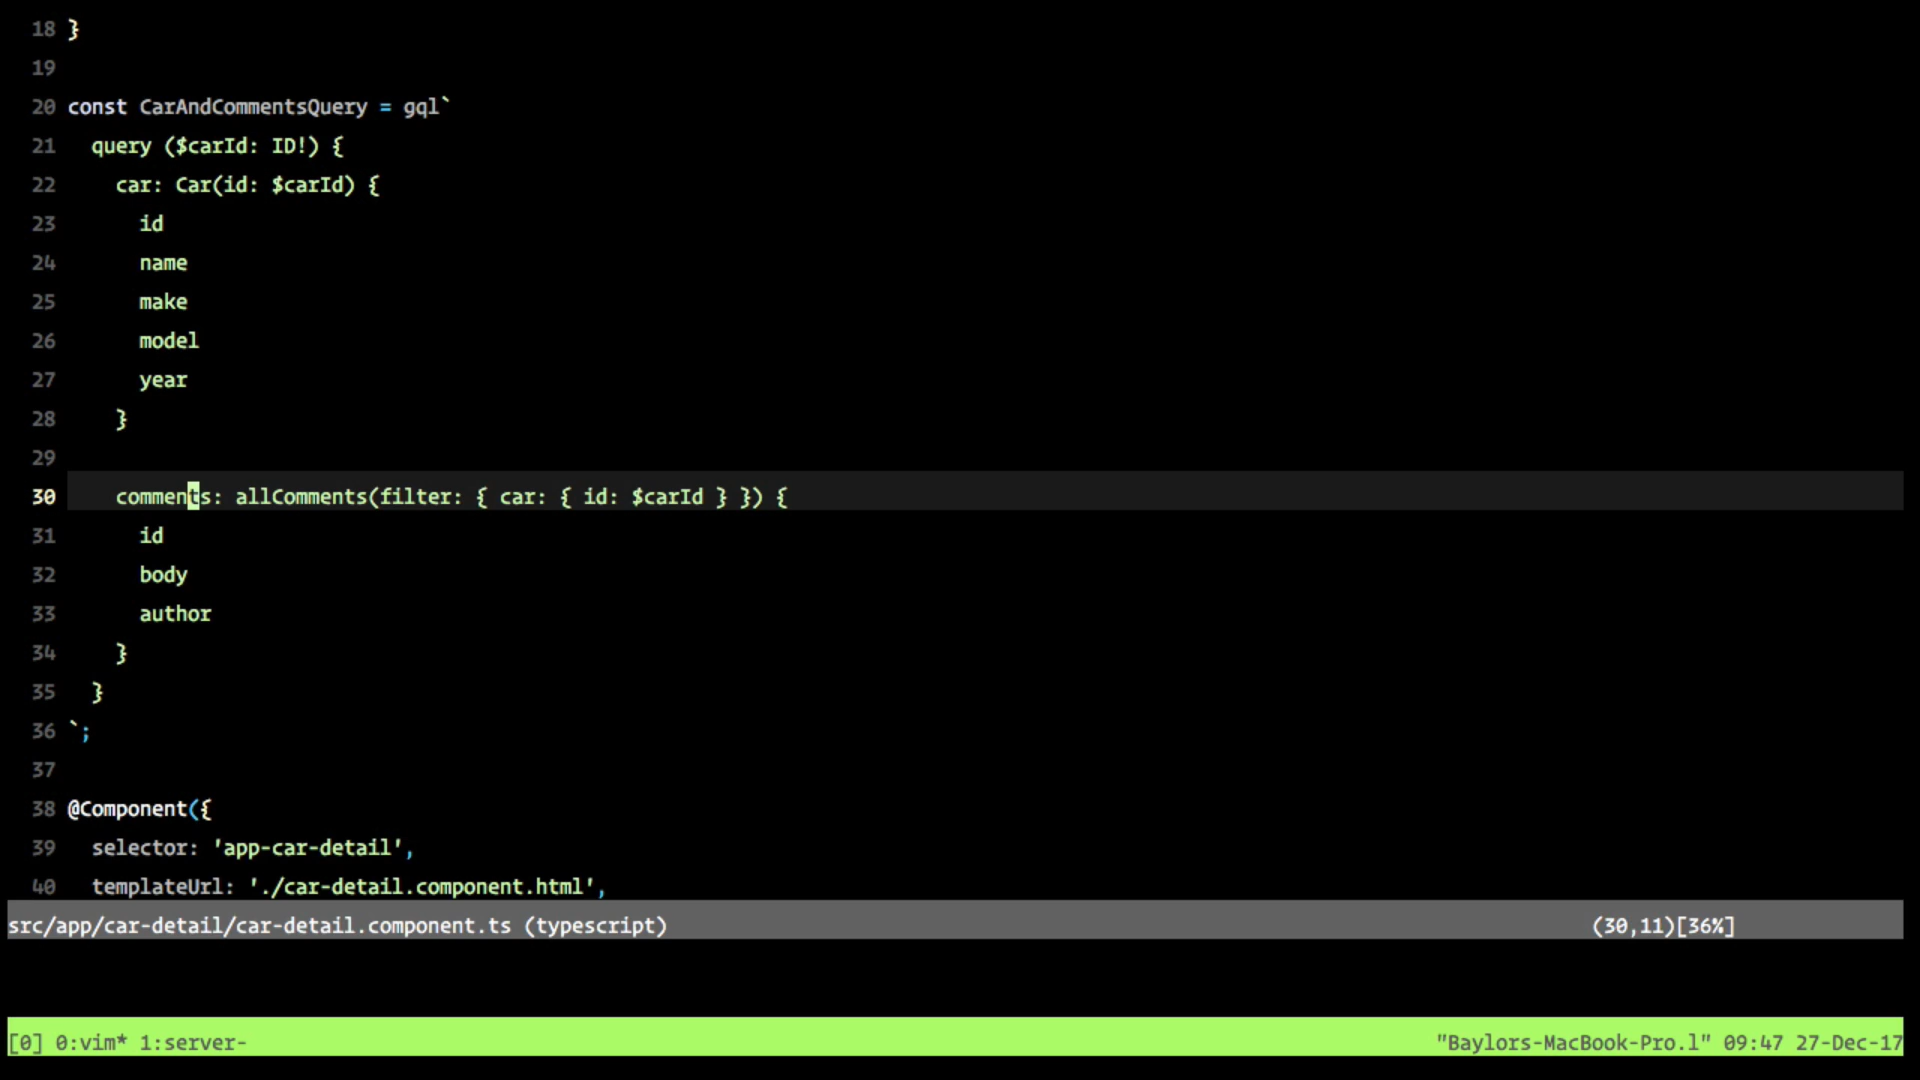 18 }
19
20 const CarAndCommentsQuery = gql`
21   query ($carId: ID!) {
22     car: Car(id: $carId) {
23       id
24       name
25       make
26       model
27       year
28     }
29
30     comments: allComments(filter: { car: { id: $carId } }) {
31       id
32       body
33       author
34     }
35   }
36 `;
37
38 @Component({
39   selector: 'app-car-detail',
40   templateUrl: './car-detail.component.html',
src/app/car-detail/car-detail.component.ts (typescript) (30,11)[36%]
[0] 0:vim* 1:server- "Baylors-MacBook-Pro.l" 09:47 27-Dec-17